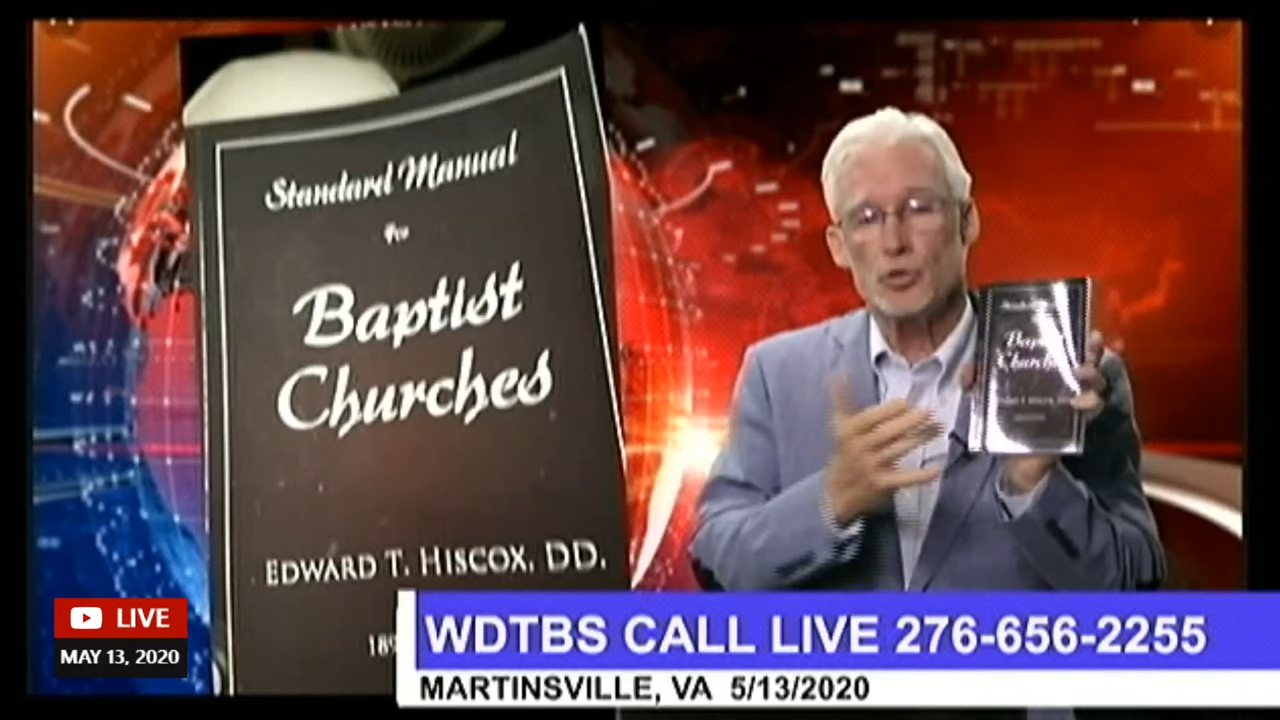 Standard Manual
For
Baptist
Churches
EDWARD T. HISCOX, DD.
Churches
LIVE
MAY 13, 2020
WDTBS CALL LIVE 276-656-2255
MARTINSVILLE, VA 5/13/2020